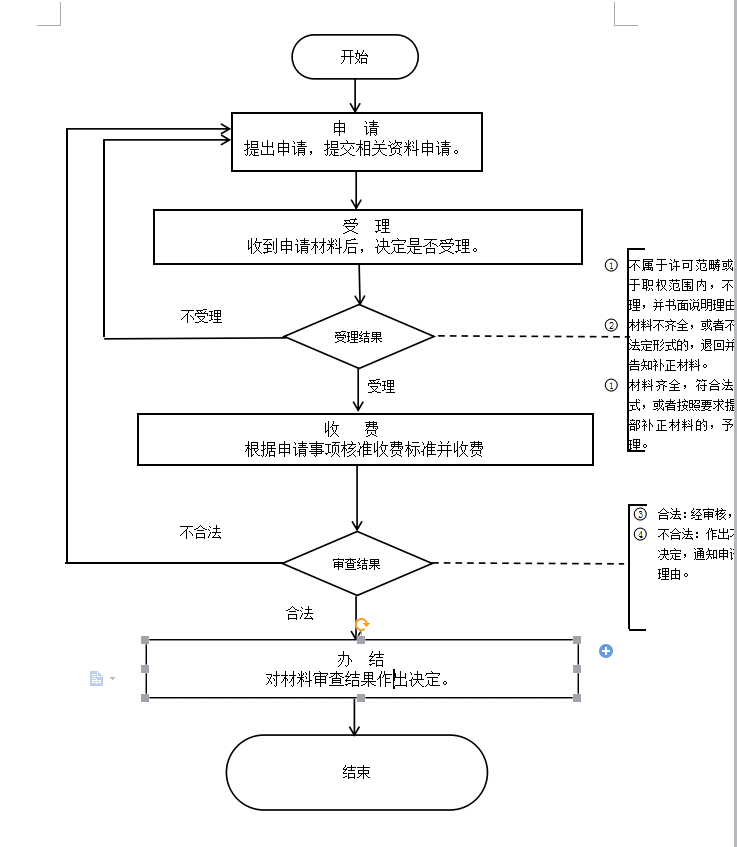 开始
申 请
提出申请，提交相关资料申请。
受 理
收到申请材料后，决定是否受理。
不受理
受理结果
①不属于许可范畴或
于职权范围内，不
理，并书面说明理由
②材料不齐全，或者不
法定形式的，退回并
告知补正材料。
①材料齐全，符合法
式，或者按照要求提
部补正材料的，予
理。
受理
收 费
根据申请事项核准收费标准并收费
不合法
审查结果
③合法：经审核，
④不合法：作出不
决定，通知申请
理由。
合法
办 结
对材料审查结果作出决定。
结束